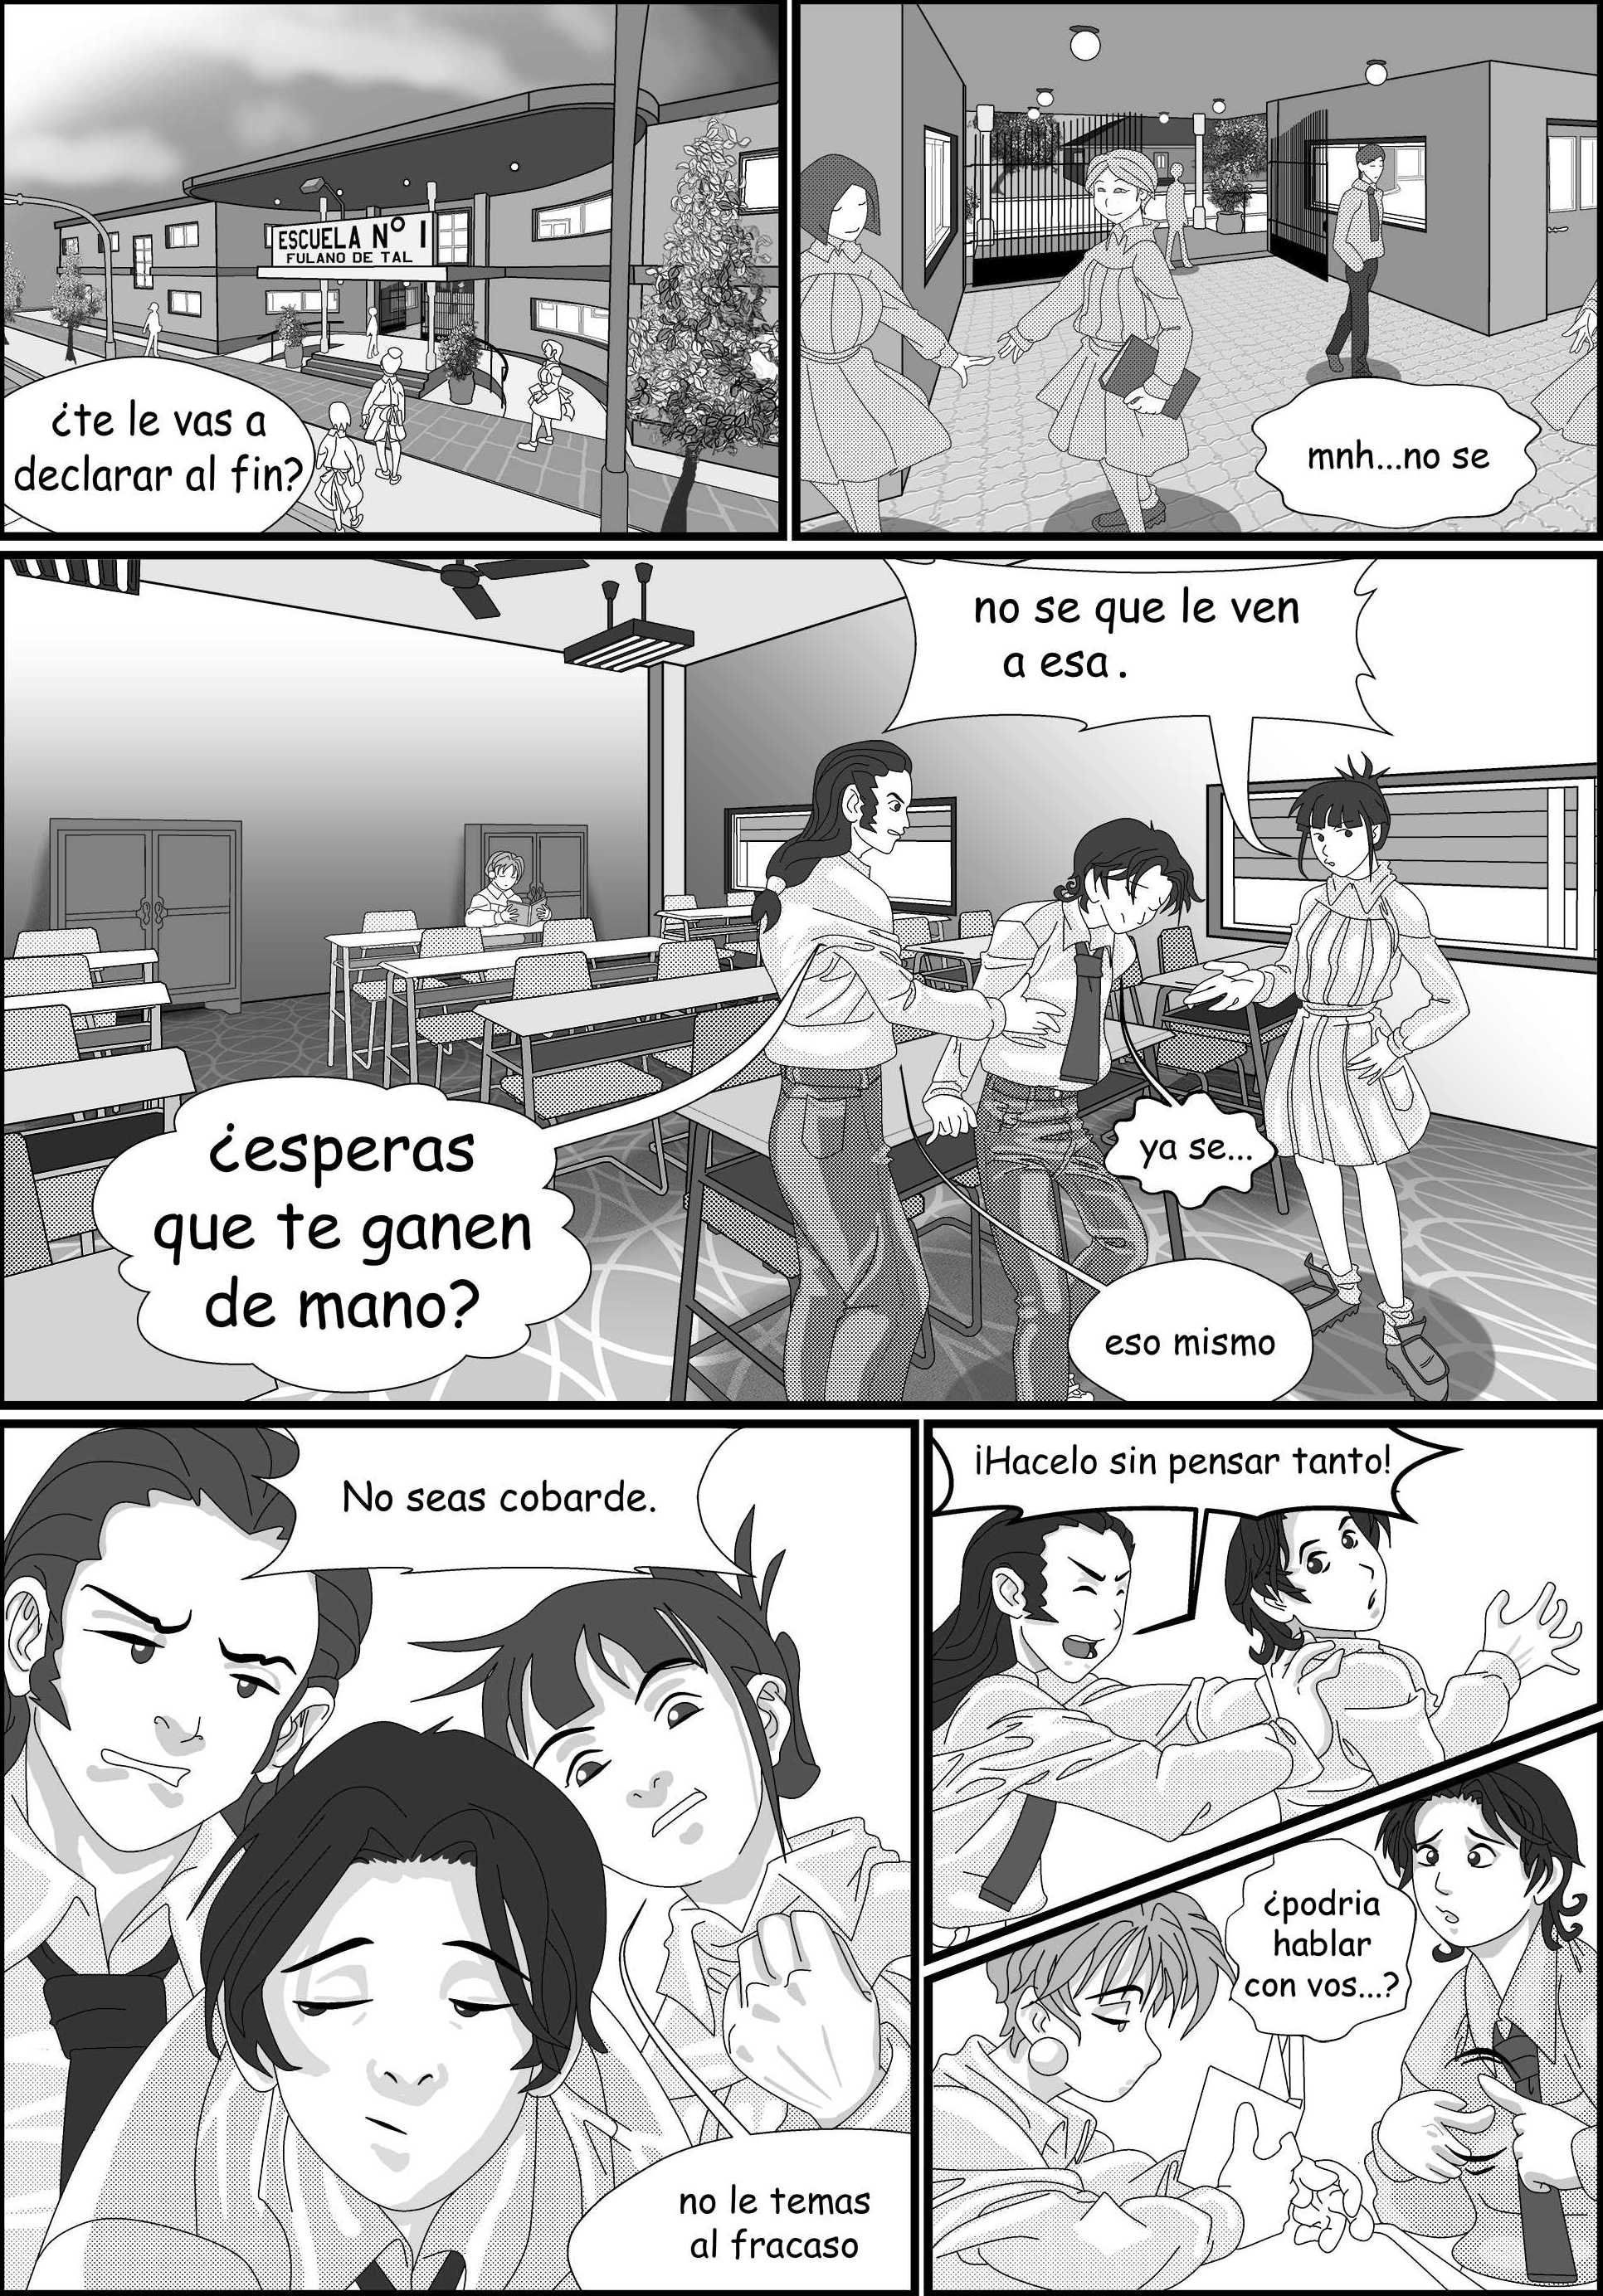 ESCUELA Nº 1
FULANO DE TAL
¿te le vas a
declarar al fin?
mnh...no se
no se que le ven
a esa.
¿esperas
que te ganen
de mano?
ya se...
eso mismo
No seas cobarde.
no le temas
al fracaso
¡Hacelo sin pensar tanto!
¿podria
hablar
con vos...?